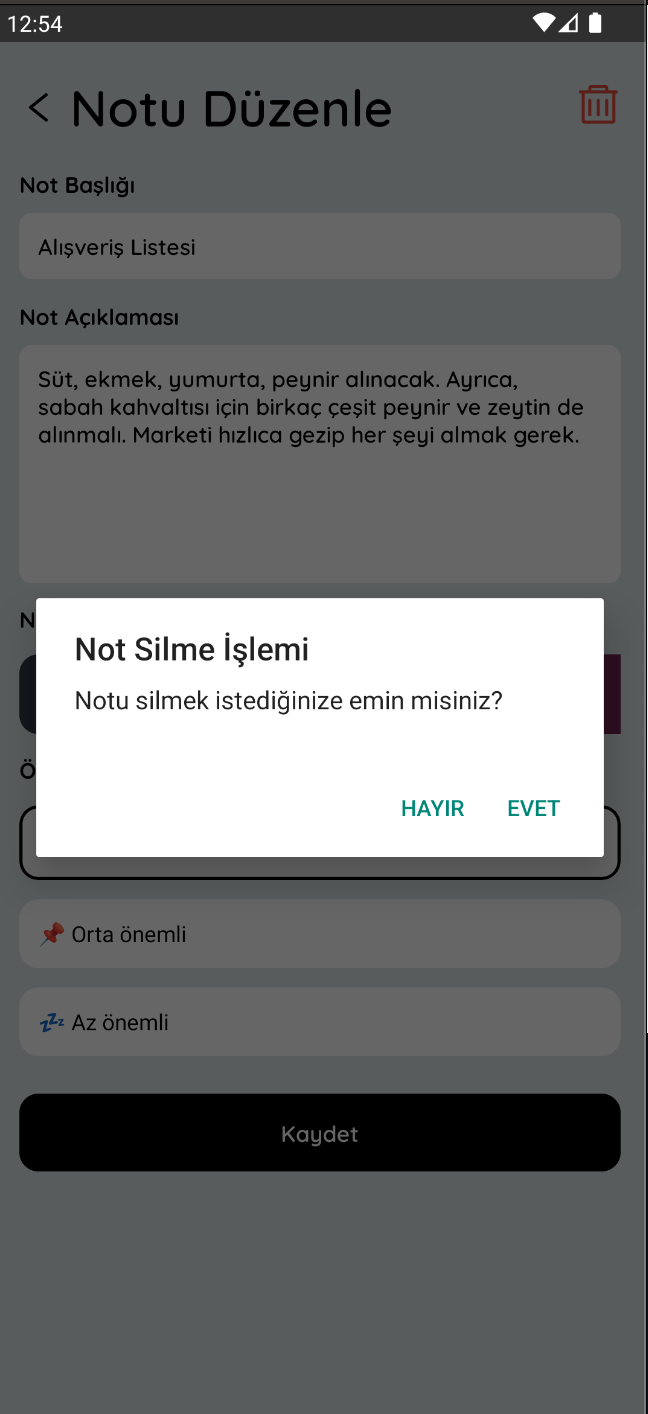 12:54
Notu Düzenle
Not Başlığı
Alışveriş Listesi
Not Açıklaması
Süt, ekmek, yumurta, peynir alınacak. Ayrıca,
sabah kahvaltısı için birkaç çeşit peynir ve zeytin de
alınmalı. Marketi hızlıca gezip her şeyi almak gerek.
Not Silme İşlemi
Notu silmek istediğinize emin misiniz?
HAYIR EVET
Orta önemli
Az önemli
Kaydet